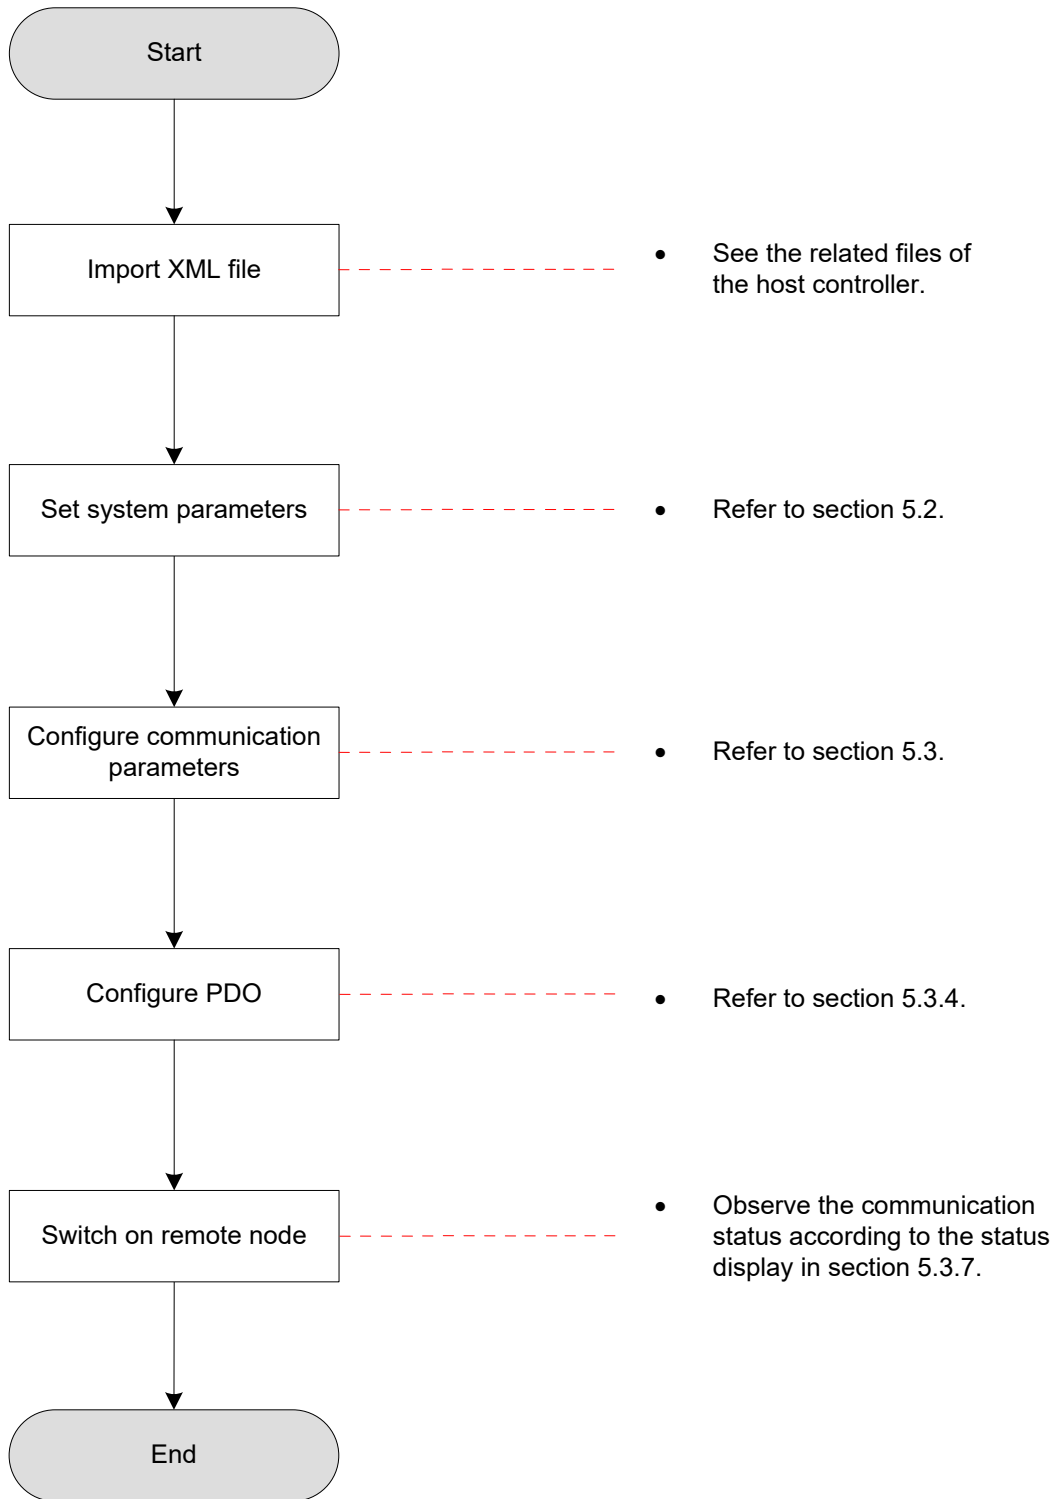 Start
Import XML file
• See the related files of
the host controller.
Set system parameters
• Refer to section 5.2.
Configure communication
parameters
• Refer to section 5.3.
Configure PDO
• Refer to section 5.3.4.
Switch on remote node
• Observe the communication
status according to the status
display in section 5.3.7.
End